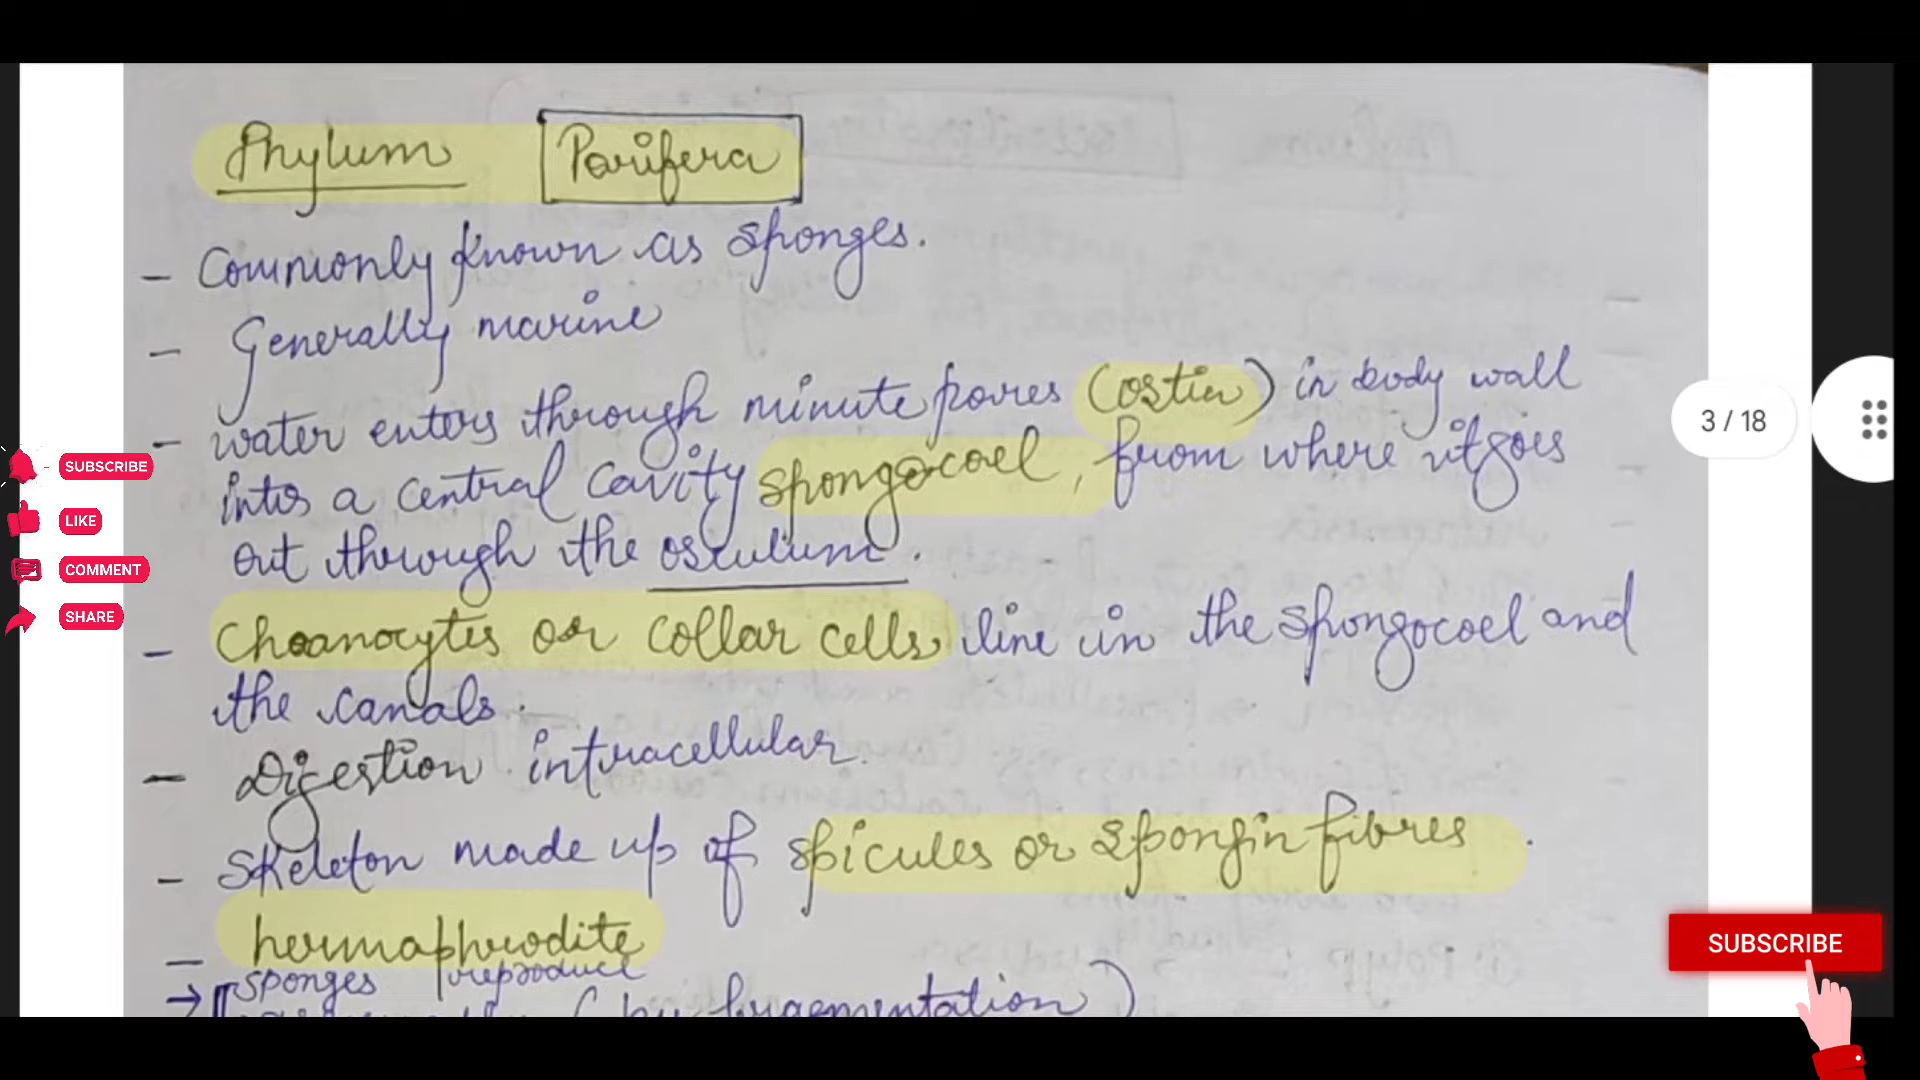 Phylum Porifera
- Commonly known as sponges.
- Generally marine
- water enters through minute pores (ostia) in body wall
into a central cavity spongocoel, from where it goes
out through the osculum.
- Choanocytes or collar cells line in the spongocoel and
the canals.
- Digestion intracellular.
- Skeleton made up of spicules or spongin fibres.
- hermaphrodite
→ sponges reproduce
(by fragmentation)
3 / 18
SUBSCRIBE
LIKE
COMMENT
SHARE
SUBSCRIBE